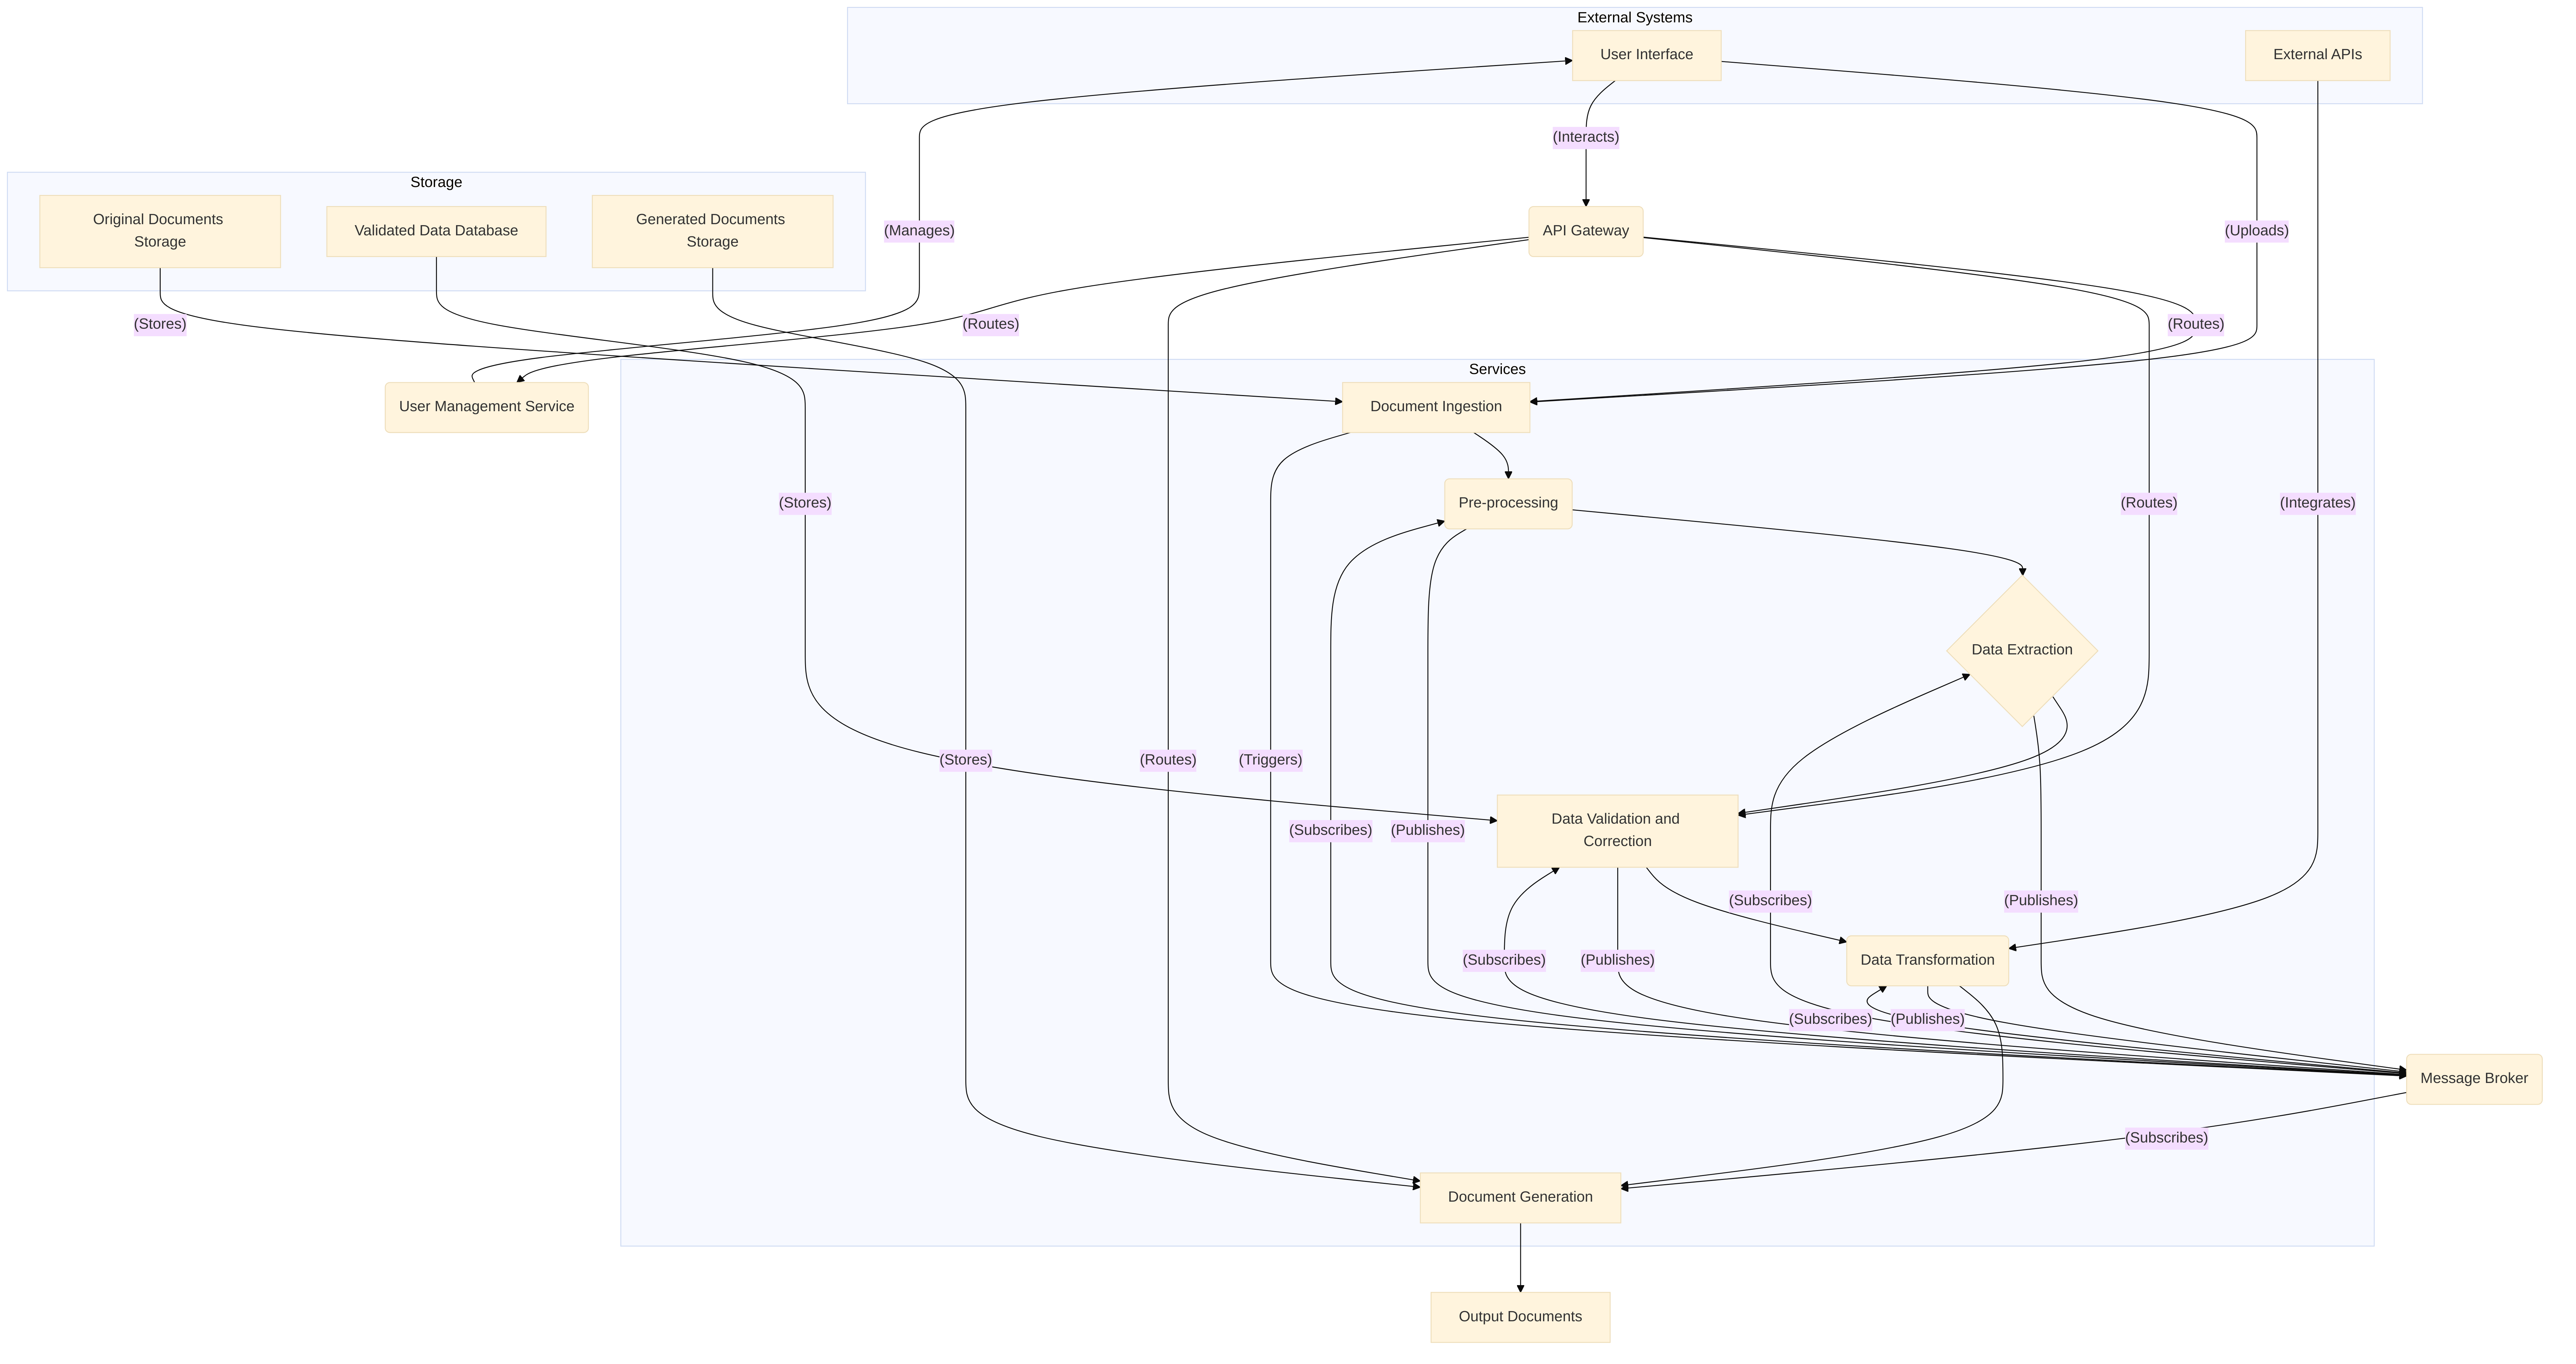 External Systems
User Interface
External APIs
(Interacts)
Storage
Original Documents
Storage
Validated Data Database
Generated Documents
Storage
(Manages)
API Gateway
(Uploads)
(Stores)
(Routes)
(Routes)
Services
User Management Service
Document Ingestion
(Stores)
Pre-processing
(Routes)
(Integrates)
Data Extraction
(Stores)
(Routes)
(Triggers)
(Subscribes)
(Publishes)
Data Validation and
Correction
(Subscribes)
(Publishes)
(Subscribes)
(Publishes)
Data Transformation
(Subscribes)
(Publishes)
Message Broker
(Subscribes)
Document Generation
Output Documents